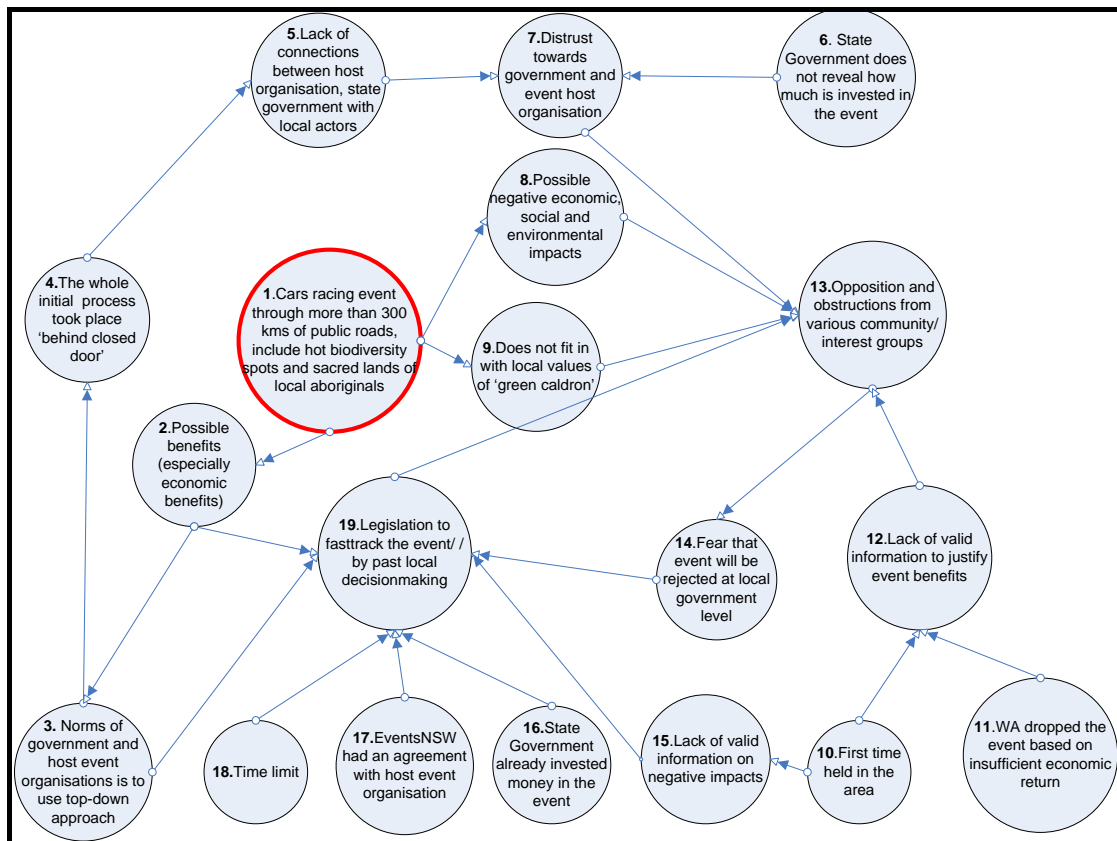 5.Lack of
connections
between host
organisation, state
government with
local actors
7.Distrust
towards
government and
event host
organisation
6. State
Government does
not reveal how
much is invested in
the event
8.Possible
negative economic,
social and
environmental
impacts
4.The whole
initial process
took place
‘behind closed
door’
1.Cars racing event
through more than 300
kms of public roads,
include hot biodiversity
spots and sacred lands of
local aboriginals
13.Opposition and
obstructions from
various community/
interest groups
9.Does not fit in
with local values
of ‘green caldron’
2.Possible
benefits
(especially
economic
benefits)
19.Legislation to
fasttrack the event/ /
by past local
decisionmaking
14.Fear that
event will be
rejected at local
government
level
12.Lack of valid
information to justify
event benefits
3. Norms of
government and
host event
organisations is to
use top-down
approach
18.Time limit
17.EventsNSW
had an agreement
with host event
organisation
16.State
Government
already invested
money in the
event
15.Lack of valid
information on
negative impacts
10.First time
held in the
area
11.WA dropped the
event based on
insufficient economic
return